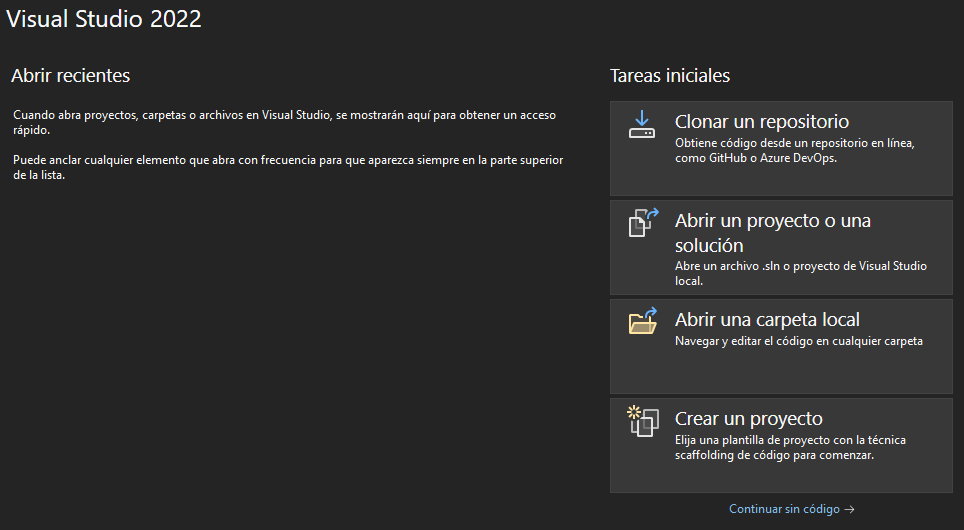 Visual Studio 2022
Abrir recientes
Cuando abra proyectos, carpetas o archivos en Visual Studio, se mostrarán aquí para obtener un acceso
rápido.
Puede anclar cualquier elemento que abra con frecuencia para que aparezca siempre en la parte superior
de la lista.
Tareas iniciales
Clonar un repositorio
Obtiene código desde un repositorio en línea,
como GitHub o Azure DevOps.
Abrir un proyecto o una
solución
Abre un archivo .sln o proyecto de Visual Studio
local.
Abrir una carpeta local
Navegar y editar el código en cualquier carpeta
Crear un proyecto
Elija una plantilla de proyecto con la técnica
scaffolding de código para comenzar.
Continuar sin código →